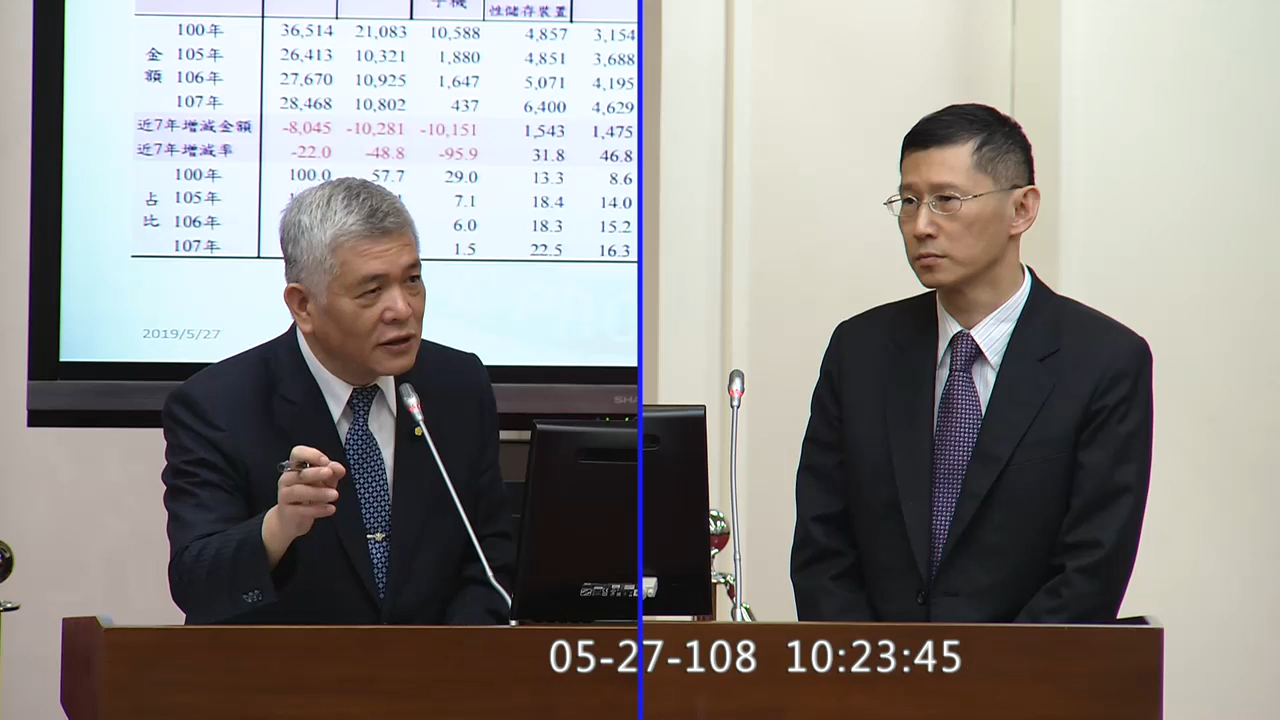 手機 性儲存裝置
100年 36,514 21,083 10,588 4,857 3,154
金 105年 26,413 10,321 1,880 4,851 3,688
額 106年 27,670 10,925 1,647 5,071 4,195
107年 28,468 10,802 437 6,400 4,629
近7年增減金額 -8,045 -10,281 -10,151 1,543 1,475
近7年增減率 -22.0 -48.8 -95.9 31.8 46.8
100年 100.0 57.7 29.0 13.3 8.6
占 105年 7.1 18.4 14.0
比 106年 6.0 18.3 15.2
107年 1.5 22.5 16.3
2019/5/27
SHA
05-27-108 10:23:45